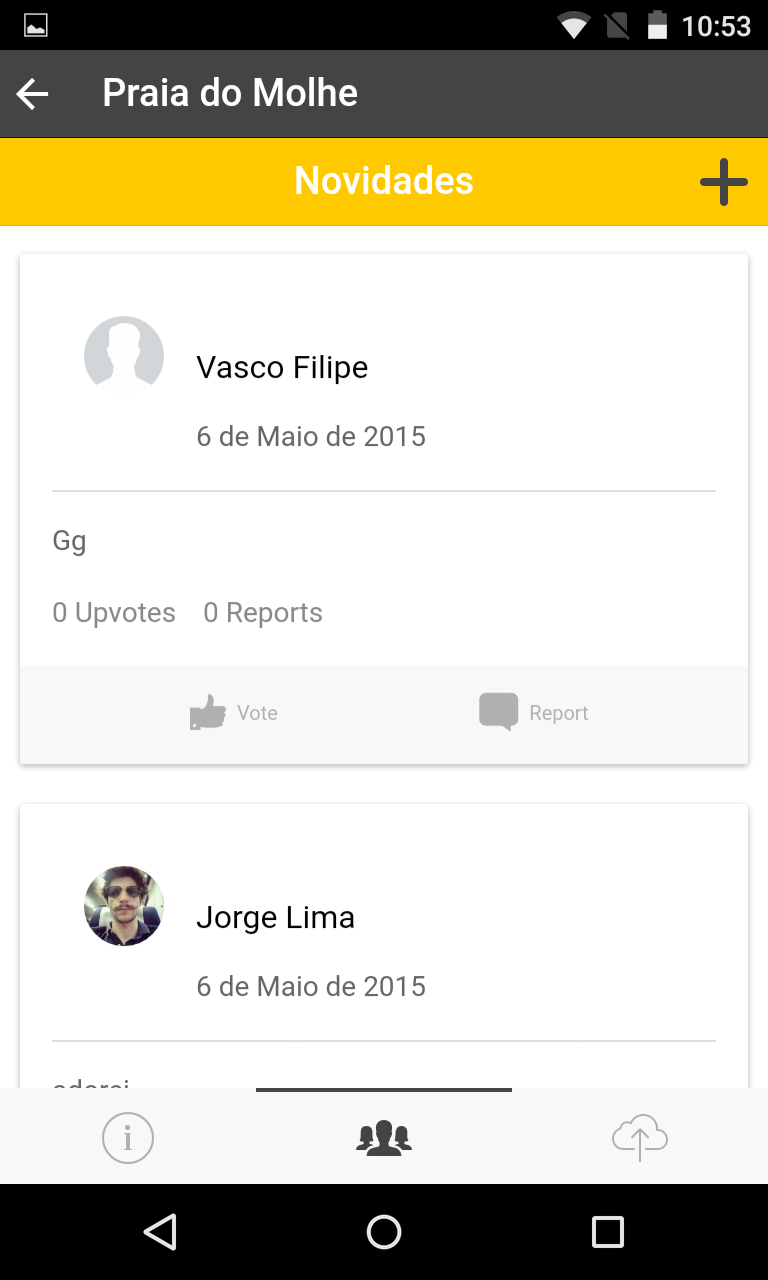 10:53
Praia do Molhe
Novidades
Vasco Filipe
6 de Maio de 2015
Gg
0 Upvotes 0 Reports
Vote Report
Jorge Lima
6 de Maio de 2015
adorei
i